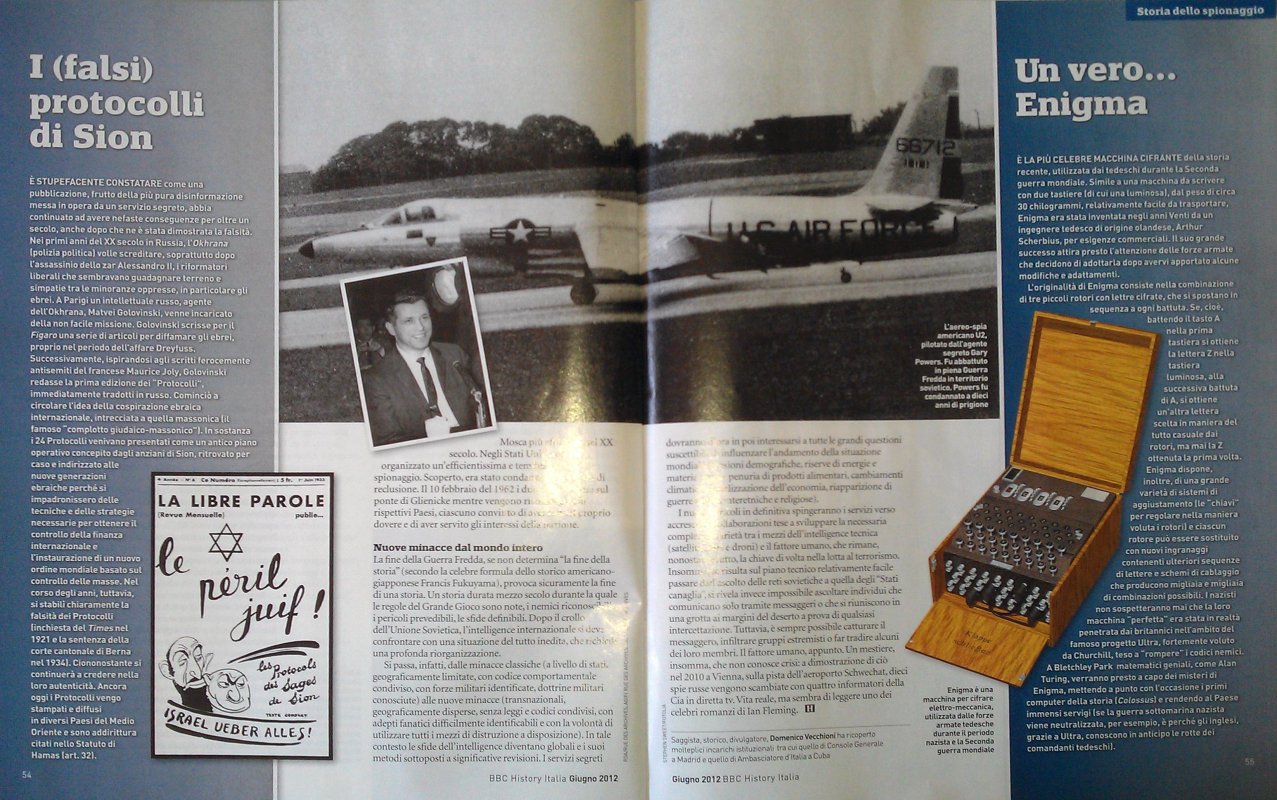 I (falsi)
protocolli
di Sion
È STUPEFACENTE CONSTATARE come una
pubblicazione, frutto della più pura disinformazione
messa in opera da un servizio segreto, abbia
continuato ad avere nefaste conseguenze per oltre un
secolo, anche dopo che ne è stata dimostrata la falsità.
Nei primi anni del XX secolo in Russia, l'Okhrana
(polizia politica) volle screditare, soprattutto dopo
l'assassinio dello zar Alessandro II, i riformatori
liberali che sembravano guadagnare terreno e
simpatie tra le minoranze oppresse, in particolare gli
ebrei. A Parigi un intellettuale russo, agente
dell'Okhrana, Matvei Golovinski, venne incaricato
della non facile missione. Golovinski scrisse per il
Figaro una serie di articoli per diffamare gli ebrei,
proprio nel periodo dell'affare Dreyfuss.
Successivamente, ispirandosi agli scritti ferocemente
antisemiti del francese Maurice Joly, Golovinski
redasse la prima edizione dei "Protocolli",
immediatamente tradotti in russo. Cominciò a
circolare l'idea della cospirazione ebraica
internazionale, intrecciata a quella massonica (il
famoso "complotto giudaico-massonico"). In sostanza
i 24 Protocolli venivano presentati come un antico piano
operativo concepito dagli anziani di Sion, ritrovato per
caso e indirizzato alle
nuove generazioni
ebraiche perché si
impadronissero delle
tecniche e delle strategie
necessarie per ottenere il
controllo della finanza
internazionale e
l'instaurazione di un nuovo
ordine mondiale basato sul
controllo delle masse. Nel
corso degli anni, tuttavia,
si stabilì chiaramente la
falsità dei Protocolli
(inchiesta del Times nel
1921 e la sentenza della
corte cantonale di Berna
nel 1934). Ciononostante si
continuerà a credere nella
loro autenticità. Ancora
oggi i Protocolli vengo
stampati e diffusi
in diversi Paesi del Medio
Oriente e sono addirittura
citati nello Statuto di
Hamas (art. 32).
54
LA LIBRE PAROLE
(Revue Mensuelle)
le
péril
juif!
les Protocols
des Sages
de Sion
TEXTE COMPLET
ISRAEL UEBER ALLES!
66712
U.S. AIR FORCE
L'aereo-spia
americano U2,
pilotato dall'agente
segreto Gary
Powers. Fu abbattuto
in piena Guerra
Fredda in territorio
sovietico. Powers fu
condannato a dieci
anni di prigione
Mosca più del XX
secolo. Negli Stati
organizzato un'efficientissima e
spionaggio. Scoperto, era stato di
reclusione. Il 10 febbraio del 1962 i due sul
ponte di Glienicke mentre vengono
rispettivi Paesi, ciascuno convinto di proprio
dovere e di aver servito gli interessi della nazione.
Nuove minacce dal mondo intero
La fine della Guerra Fredda, se non determina "la fine della
storia" (secondo la celebre formula dello storico americano-
giapponese Francis Fukuyama), provoca sicuramente la fine
di una storia. Un storia durata mezzo secolo durante la quale
le regole del Grande Gioco sono note, i nemici
i pericoli prevedibili, le sfide definibili. Dopo il crollo
dell'Unione Sovietica, l'intelligence internazionale si deve
confrontare con una situazione del tutto inedita, che richiede
una profonda riorganizzazione.
Si passa, infatti, dalle minacce classiche (a livello di stati,
geograficamente limitate, con codice comportamentale
condiviso, con forze militari identificate, dottrine militari
conosciute) alle nuove minacce (transnazionali,
geograficamente disperse, senza leggi e codici condivisi, con
adepti fanatici difficilmente identificabili e con la volontà di
utilizzare tutti i mezzi di distruzione a disposizione). In tale
contesto le sfide dell'intelligence diventano globali e i suoi
metodi sottoposti a significative revisioni. I servizi segreti
BBC History Italia Giugno 2012
dovranno d'ora in poi interessarsi a tutte le grandi questioni
suscettibili di influenzare l'andamento della situazione
demografiche, riserve di energie e
penuria di prodotti alimentari, cambiamenti
dell'economia, riapparizione di
guerre interetniche e religiose).
I in definitiva spingeranno i servizi verso
collaborazioni tese a sviluppare la necessaria
tra i mezzi dell'intelligence tecnica
e droni) e il fattore umano, che rimane,
la chiave di volta nella lotta al terrorismo.
Insomma, se risulta sul piano tecnico relativamente facile
passare dall'ascolto delle reti sovietiche a quella degli "Stati
canaglia", si rivela invece impossibile ascoltare individui che
comunicano solo tramite messaggeri o che si riuniscono in
una grotta ai margini del deserto a prova di qualsiasi
intercettazione. Tuttavia, è sempre possibile catturare il
messaggero, infiltrare gruppi estremisti o far tradire alcuni
dei loro membri. Il fattore umano, appunto. Un mestiere,
insomma, che non conosce crisi: a dimostrazione di ciò
nel 2010 a Vienna, sulla pista dell'aeroporto Schwechat, dieci
spie russe vengono scambiate con quattro informatori della
Cia in diretta tv. Vita reale, ma sembra di leggere uno dei
celebri romanzi di Ian Fleming. H
Saggista, storico, divulgatore, Domenico Vecchioni ha ricoperto
molteplici incarichi istituzionali tra cui quello di Console Generale
a Madrid e quello di Ambasciatore d'Italia a Cuba
Giugno 2012 BBC History Italia
Storia dello spionaggio
Un vero...
Enigma
È LA PIÙ CELEBRE MACCHINA CIFRANTE della storia
recente, utilizzata dai tedeschi durante la Seconda
guerra mondiale. Simile a una macchina da scrivere
con due tastiere (di cui una luminosa), dal peso di circa
30 chilogrammi, relativamente facile da trasportare,
Enigma era stata inventata negli anni Venti da un
ingegnere tedesco di origine olandese, Arthur
Scherbius, per esigenze commerciali. Il suo grande
successo attira presto l'attenzione delle forze armate
che decidono di adottarla dopo avervi apportato alcune
modifiche e adattamenti.
L'originalità di Enigma consiste nella combinazione
di tre piccoli rotori con lettere cifrate, che si spostano in
sequenza a ogni battuta. Se, cioè,
battendo il tasto A
nella prima
tastiera si ottiene
la lettera Z nella
tastiera
luminosa, alla
successiva battuta
di A, si ottiene
un'altra lettera
scelta in maniera del
tutto casuale dai
rotori, ma mai la Z
ottenuta la prima volta.
Enigma dispone,
inoltre, di una grande
varietà di sistemi di
aggiustamento (le "chiavi"
per regolare nella maniera
voluta i rotori) e ciascun
rotore può essere sostituito
con nuovi ingranaggi
contenenti ulteriori sequenze
di lettere e schemi di cablaggio
che producono migliaia e migliaia
di combinazioni possibili. I nazisti
non sospetteranno mai che la loro
macchina "perfetta" era stata in realtà
penetrata dai britannici nell'ambito del
famoso progetto Ultra, fortemente voluto
da Churchill, teso a "rompere" i codici nemici.
A Bletchley Park matematici geniali, come Alan
Turing, verranno presto a capo dei misteri di
Enigma, mettendo a punto con l'occasione i primi
computer della storia (Colossus) e rendendo al Paese
immensi servigi (se la guerra sottomarina nazista
viene neutralizzata, per esempio, è perché gli inglesi,
grazie a Ultra, conoscono in anticipo le rotte dei
comandanti tedeschi).
Enigma è una
macchina per cifrare
elettro-meccanica,
utilizzata dalle forze
armate tedesche
durante il periodo
nazista e la Seconda
guerra mondiale
55